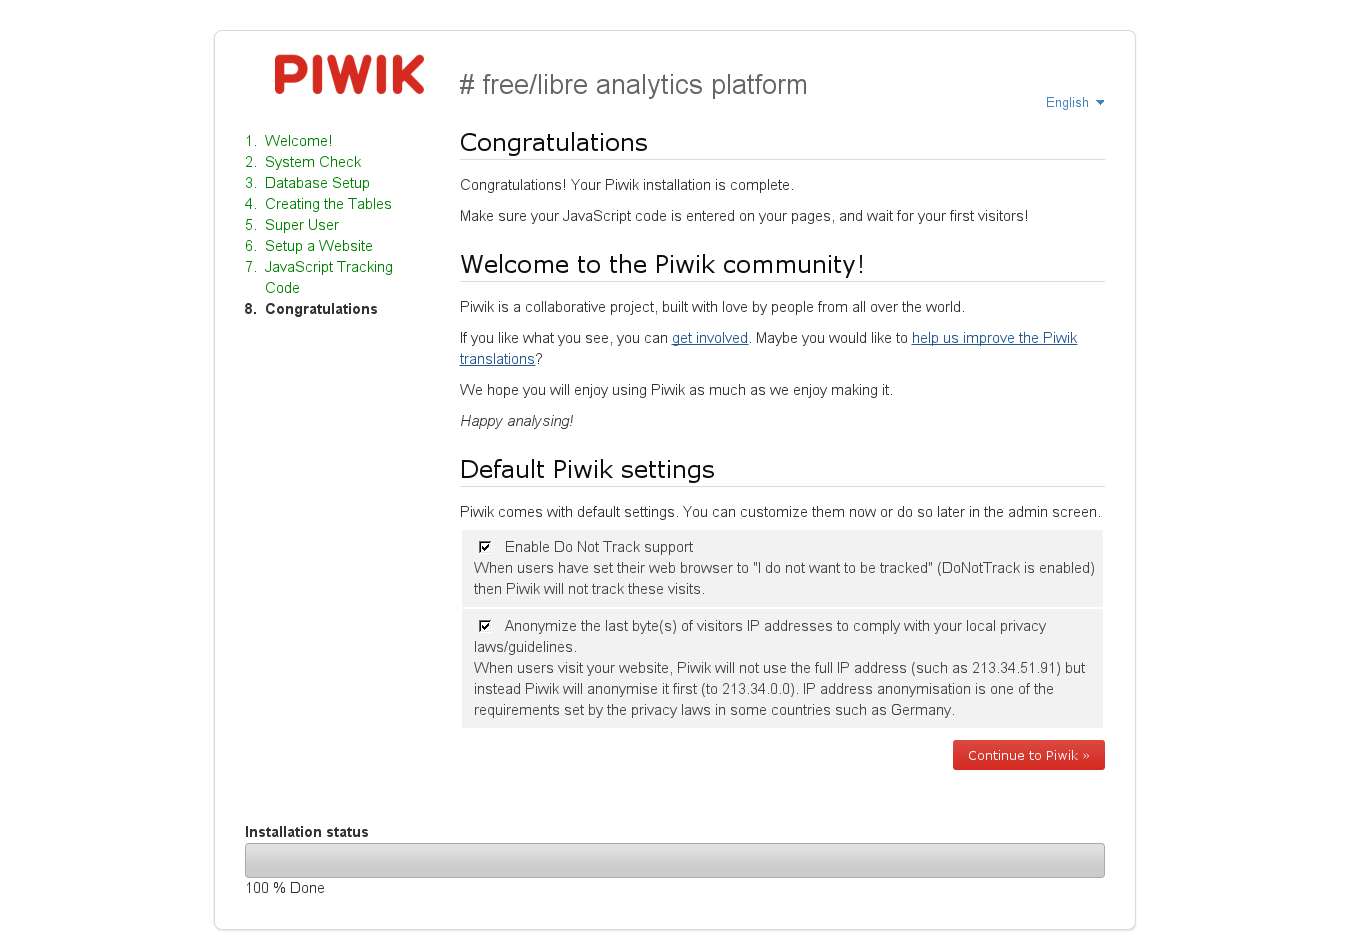 PIWIK
# free/libre analytics platform
English
1. Welcome!
2. System Check
3. Database Setup
4. Creating the Tables
5. Super User
6. Setup a Website
7. JavaScript Tracking
Code
8. Congratulations
Congratulations
Congratulations! Your Piwik installation is complete.
Make sure your JavaScript code is entered on your pages, and wait for your first visitors!
Welcome to the Piwik community!
Piwik is a collaborative project, built with love by people from all over the world.
If you like what you see, you can get involved. Maybe you would like to help us improve the Piwik
translations?
We hope you will enjoy using Piwik as much as we enjoy making it.
Happy analysing!
Default Piwik settings
Piwik comes with default settings. You can customize them now or do so later in the admin screen.
Enable Do Not Track support
When users have set their web browser to "I do not want to be tracked" (DoNotTrack is enabled)
then Piwik will not track these visits.
Anonymize the last byte(s) of visitors IP addresses to comply with your local privacy
laws/guidelines.
When users visit your website, Piwik will not use the full IP address (such as 213.34.51.91) but
instead Piwik will anonymise it first (to 213.34.0.0). IP address anonymisation is one of the
requirements set by the privacy laws in some countries such as Germany.
Continue to Piwik »
Installation status
100 % Done